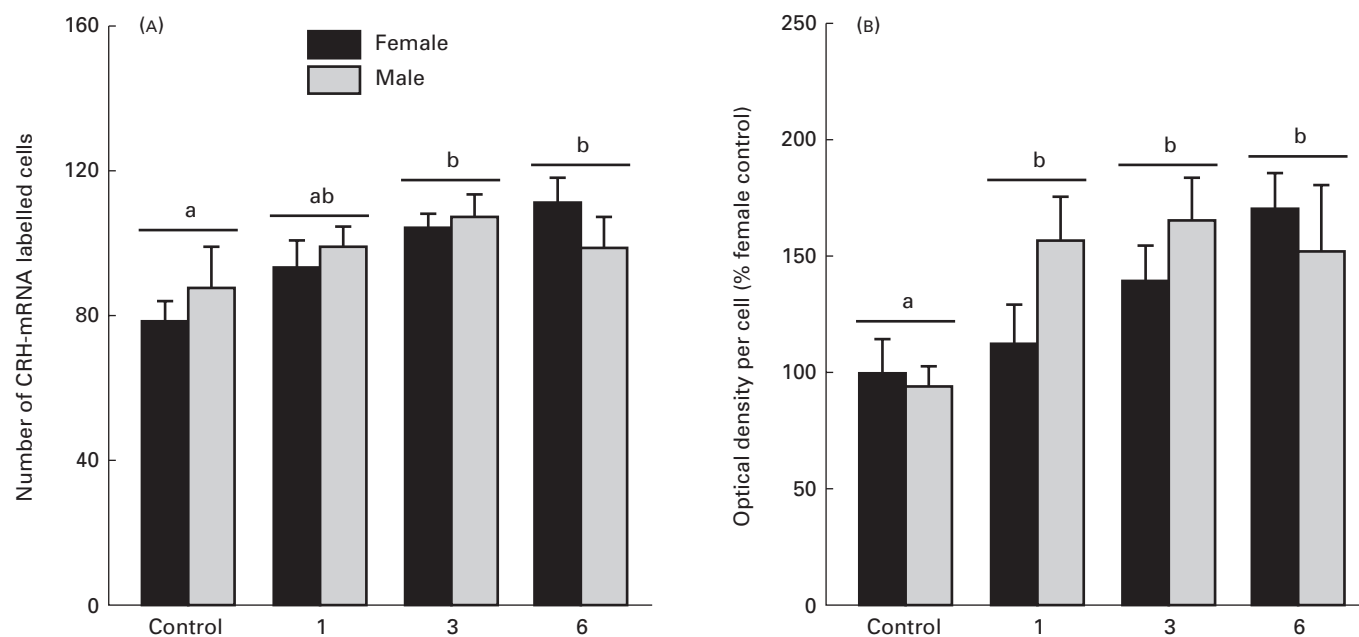 (A)
Number of CRH-mRNA labelled cells
160
120
80
40
0
Female
Male
a
ab
b
b
Control
1
3
6
(B)
Optical density per cell (% female control)
250
200
150
100
50
0
a
b
b
b
Control
1
3
6